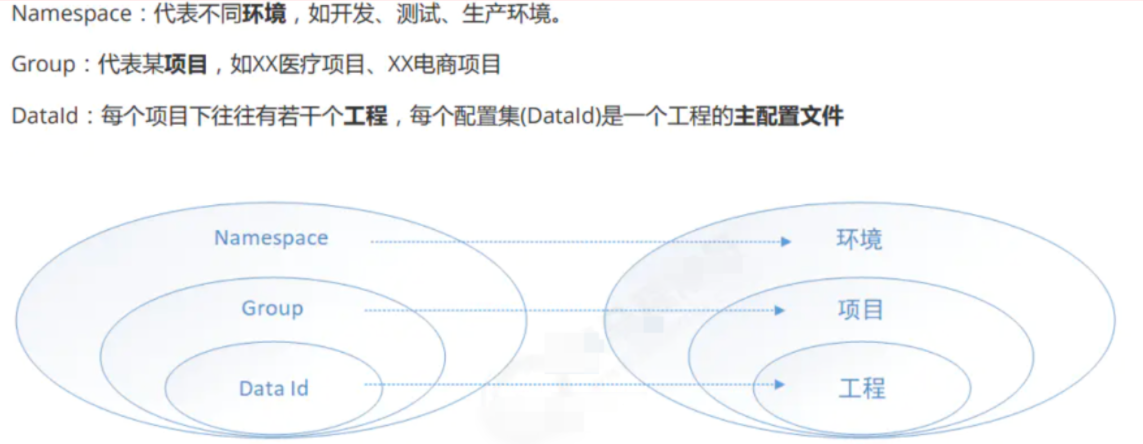 Namespace：代表不同环境，如开发、测试、生产环境。
Group：代表某项目，如XX医疗项目、XX电商项目
DataId：每个项目下往往有若干个工程，每个配置集(DataId)是一个工程的主配置文件
Namespace
环境
Group
项目
Data Id
工程